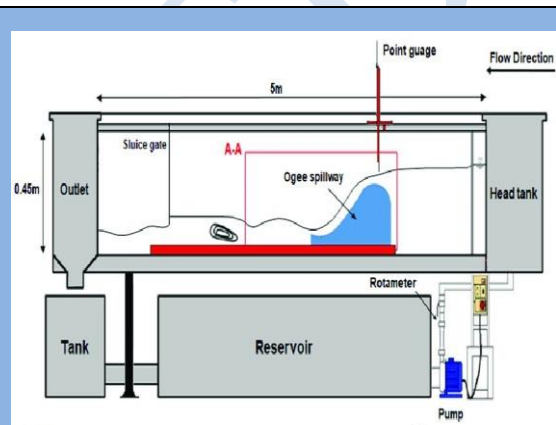 Point guage
Flow Direction
5m
Sluice gate
A-A
Ogee spillway
0.45m
Outlet
Head tank
Rotameter
Tank
Reservoir
Pump